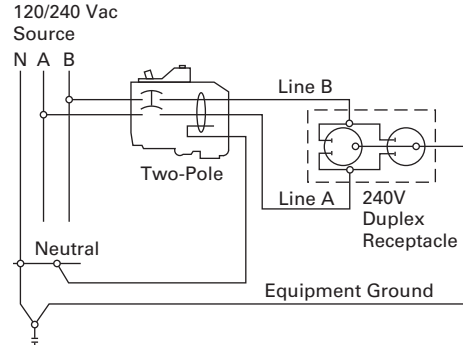 120/240 Vac
Source
N A B
Line B
Two-Pole
Line A
240V
Duplex
Receptacle
Neutral
Equipment Ground